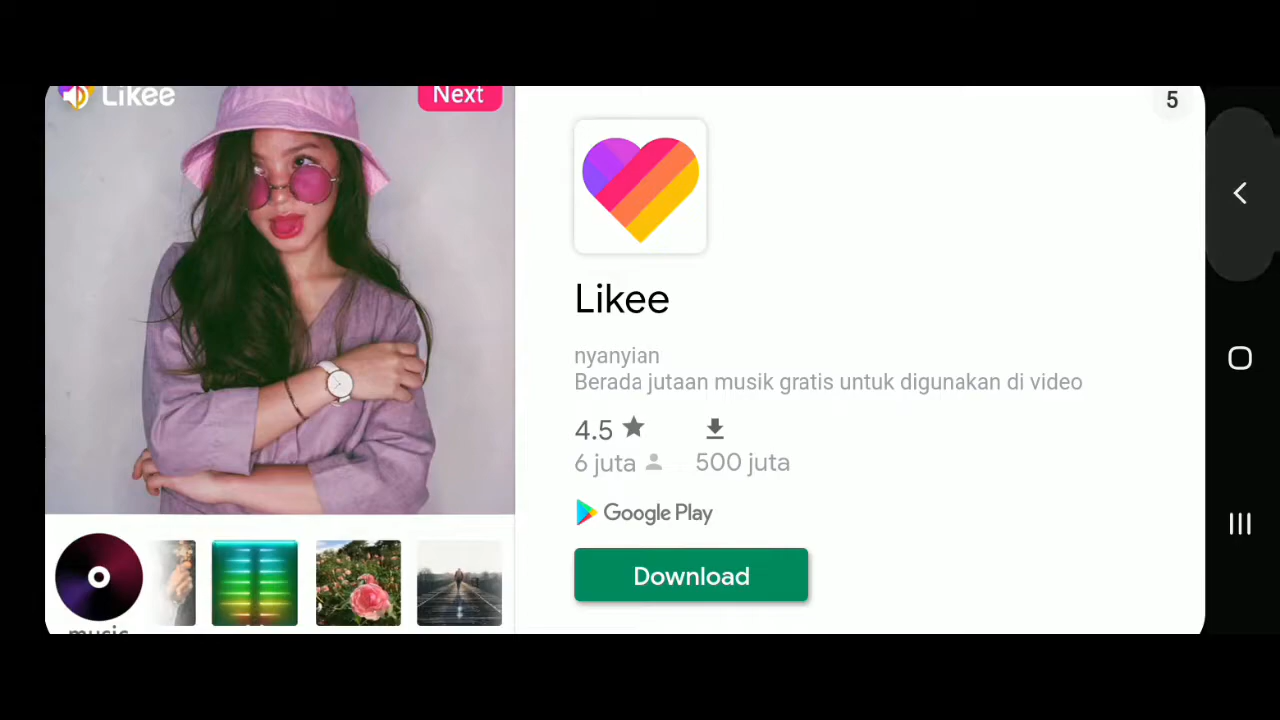 Likee
Next
5
Likee
nyanyian
Berada jutaan musik gratis untuk digunakan di video
4.5
6 juta
500 juta
Google Play
Download
music